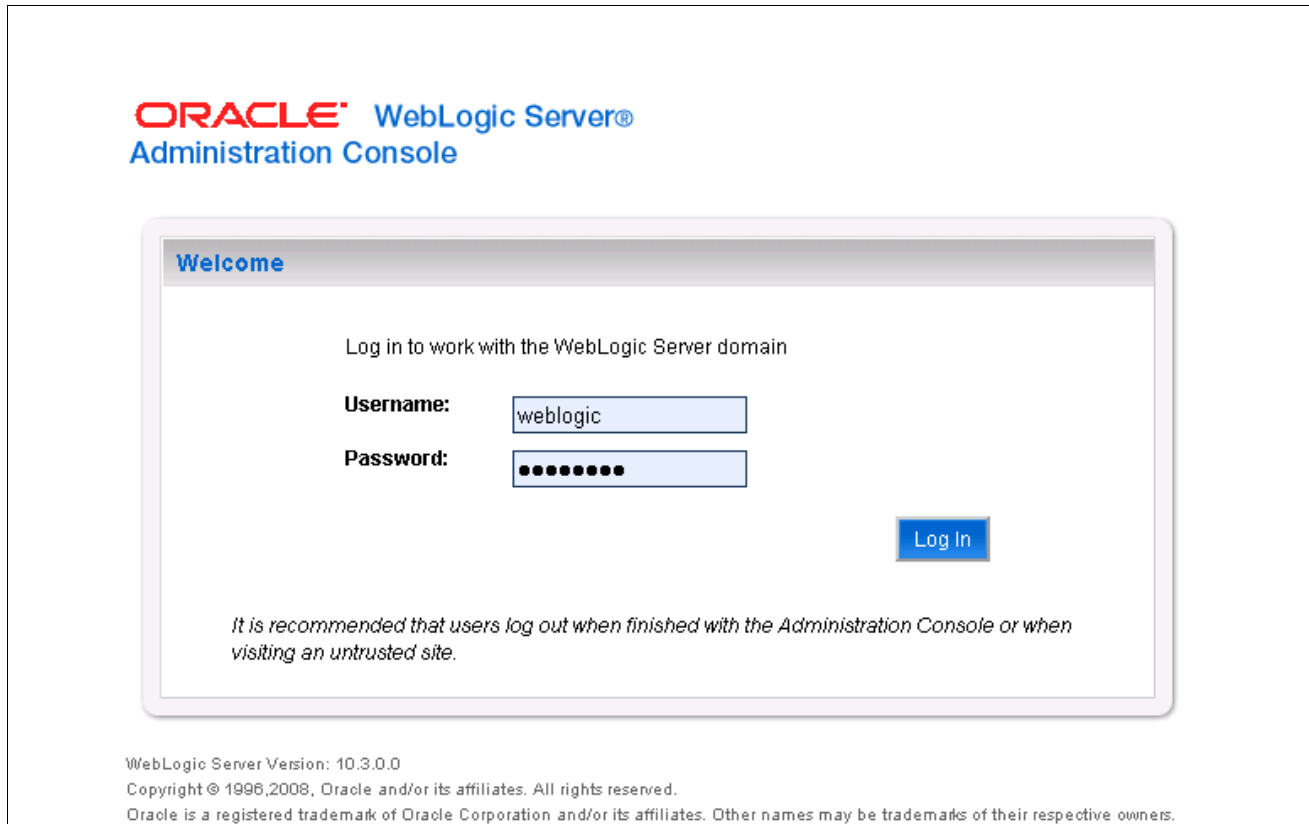 ORACLE® WebLogic Server®
Administration Console
Welcome
Log in to work with the WebLogic Server domain
Username: weblogic
Password: ●●●●●●●●
Log In
It is recommended that users log out when finished with the Administration Console or when
visiting an untrusted site.
WebLogic Server Version: 10.3.0.0
Copyright © 1996,2008, Oracle and/or its affiliates. All rights reserved.
Oracle is a registered trademark of Oracle Corporation and/or its affiliates. Other names may be trademarks of their respective owners.